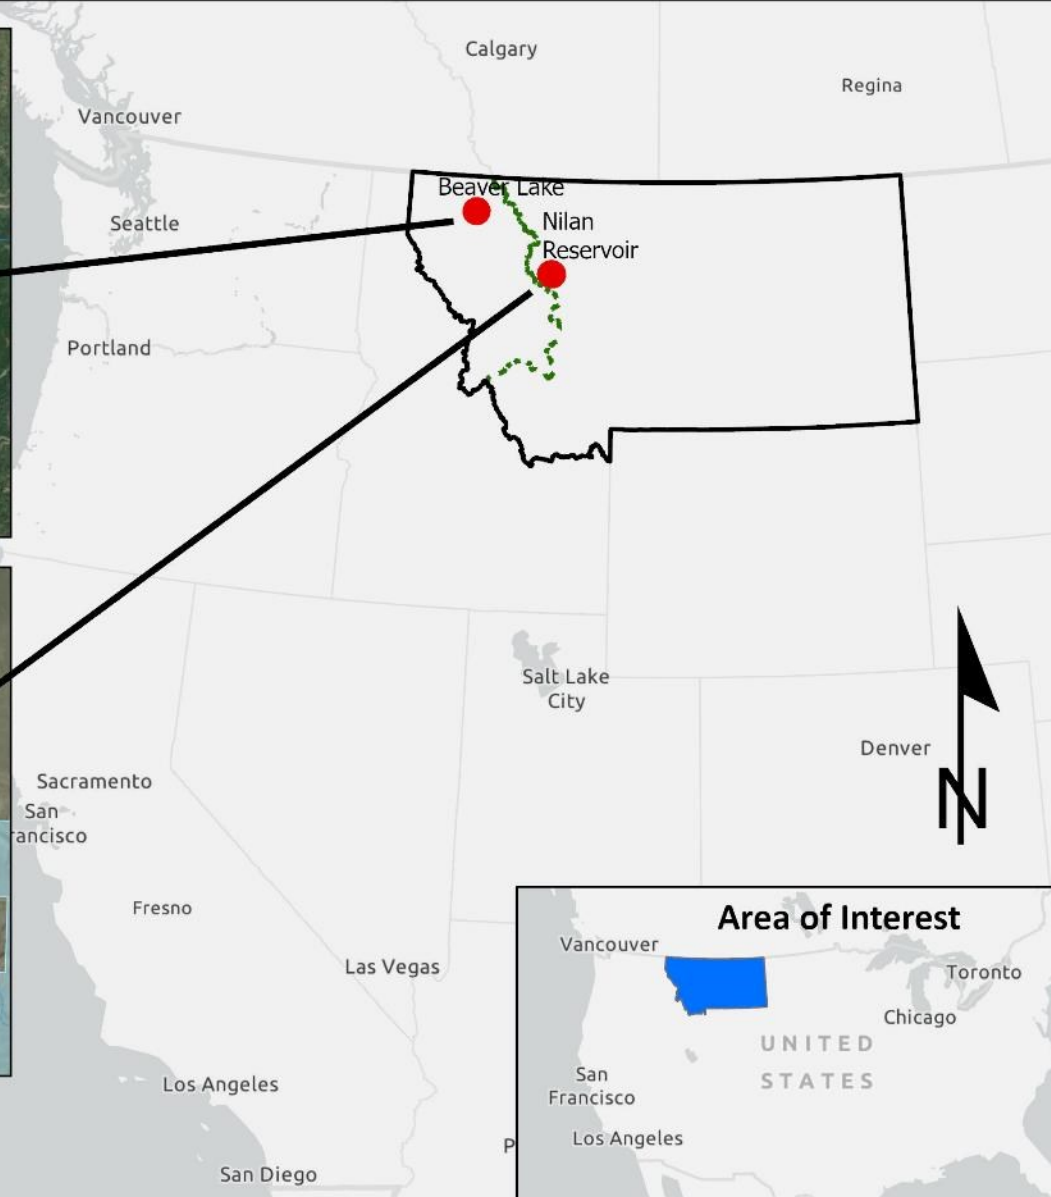 Calgary
Regina
Vancouver
Beaver Lake
Seattle
Nilan
Reservoir
Portland
Salt Lake
City
Denver
N
Sacramento
San
rancisco
Fresno
Las Vegas
Los Angeles
P
San Diego
Area of Interest
Vancouver
Toronto
Chicago
UNITED
STATES
San
Francisco
Los Angeles